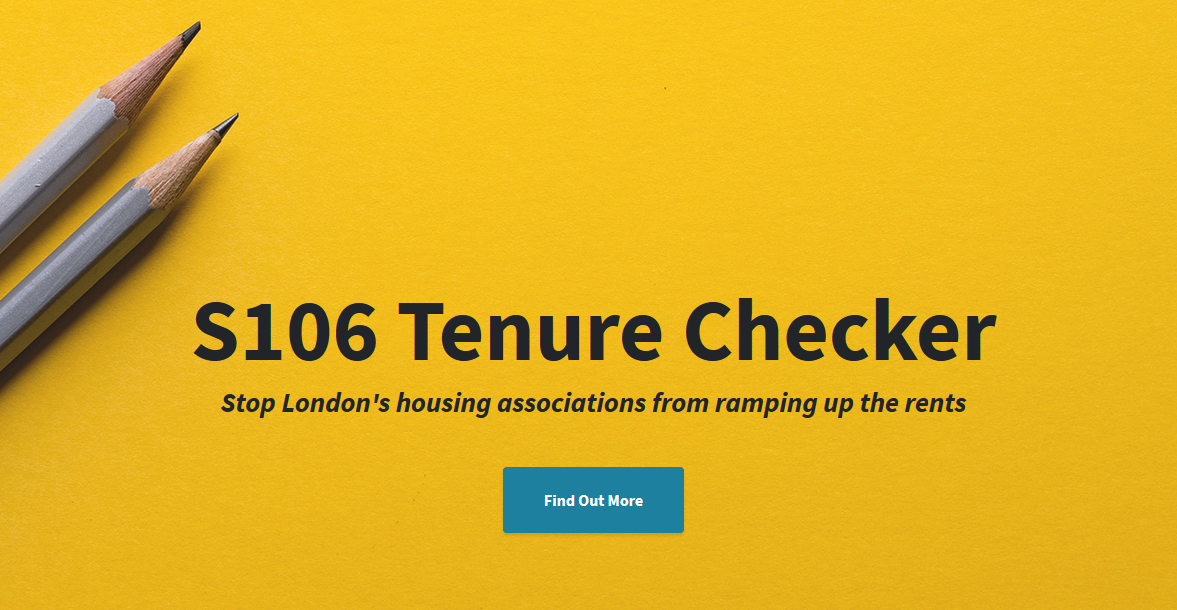 S106 Tenure Checker
Stop London's housing associations from ramping up the rents
Find Out More